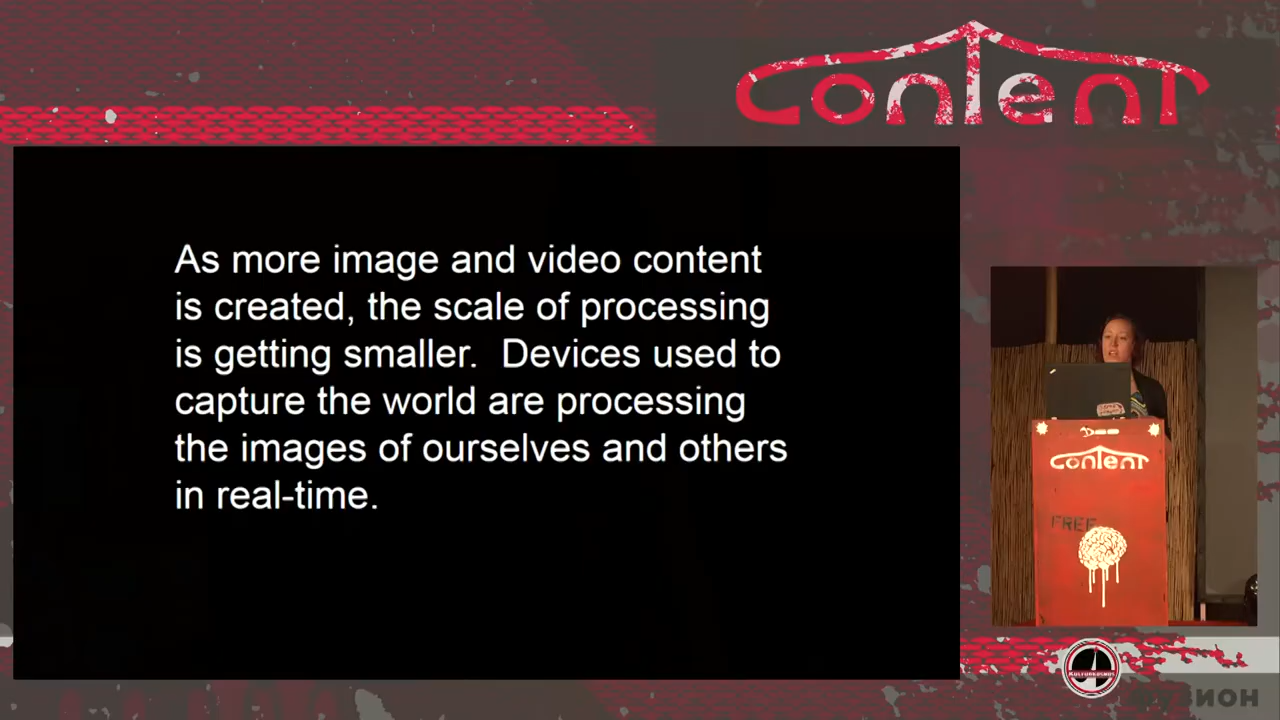 content
As more image and video content
is created, the scale of processing
is getting smaller.  Devices used to
capture the world are processing
the images of ourselves and others
in real-time.
content
FREE
KULTURKOSMOS